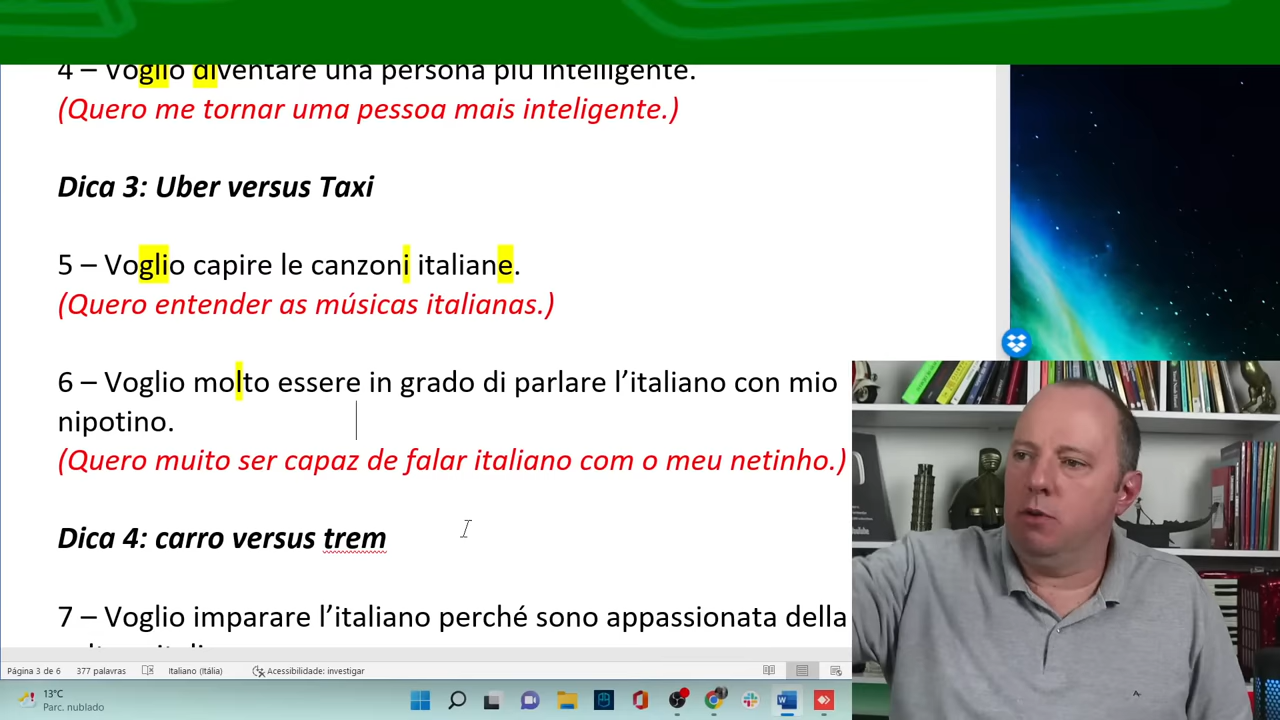 4 – Voglio diventare una persona più intelligente.
(Quero me tornar uma pessoa mais inteligente.)
Dica 3: Uber versus Taxi
5 – Voglio capire le canzoni italiane.
(Quero entender as músicas italianas.)
6 – Voglio molto essere in grado di parlare l’italiano con mio
nipotino.
(Quero muito ser capaz de falar italiano com o meu netinho.)
Dica 4: carro versus trem
7 – Voglio imparare l’italiano perché sono appassionata della
Página 3 de 6
377 palavras
Italiano (Itália)
Acessibilidade: investigar
13°C
Parc. nublado